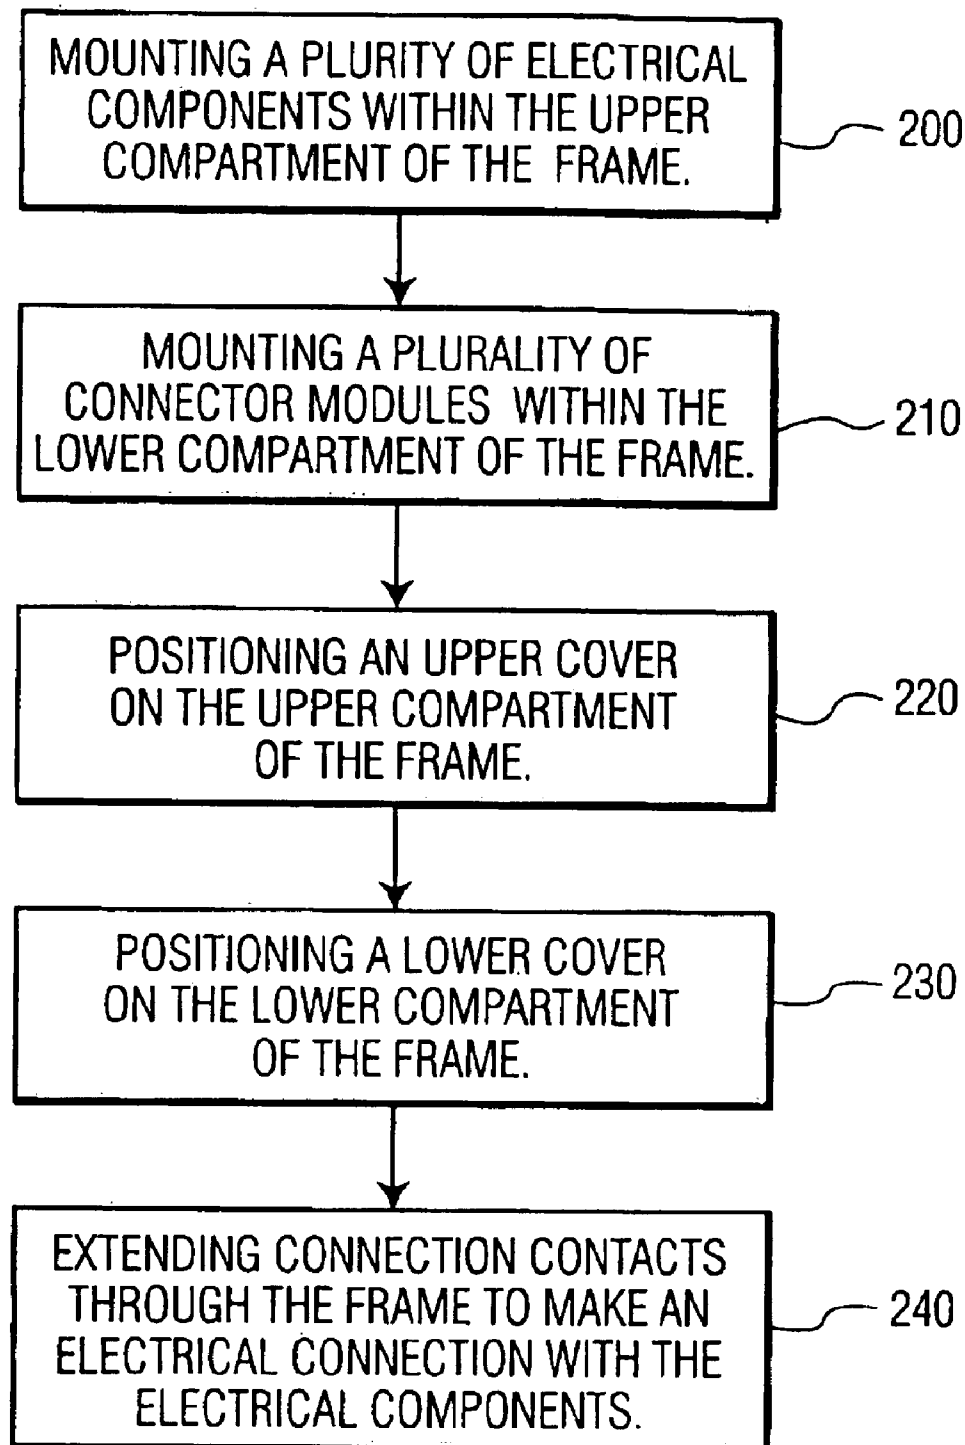 MOUNTING A PLURITY OF ELECTRICAL
COMPONENTS WITHIN THE UPPER
COMPARTMENT OF THE FRAME.
200
MOUNTING A PLURALITY OF
CONNECTOR MODULES WITHIN THE
LOWER COMPARTMENT OF THE FRAME.
210
POSITIONING AN UPPER COVER
ON THE UPPER COMPARTMENT
OF THE FRAME.
220
POSITIONING A LOWER COVER
ON THE LOWER COMPARTMENT
OF THE FRAME.
230
EXTENDING CONNECTION CONTACTS
THROUGH THE FRAME TO MAKE AN
ELECTRICAL CONNECTION WITH THE
ELECTRICAL COMPONENTS.
240